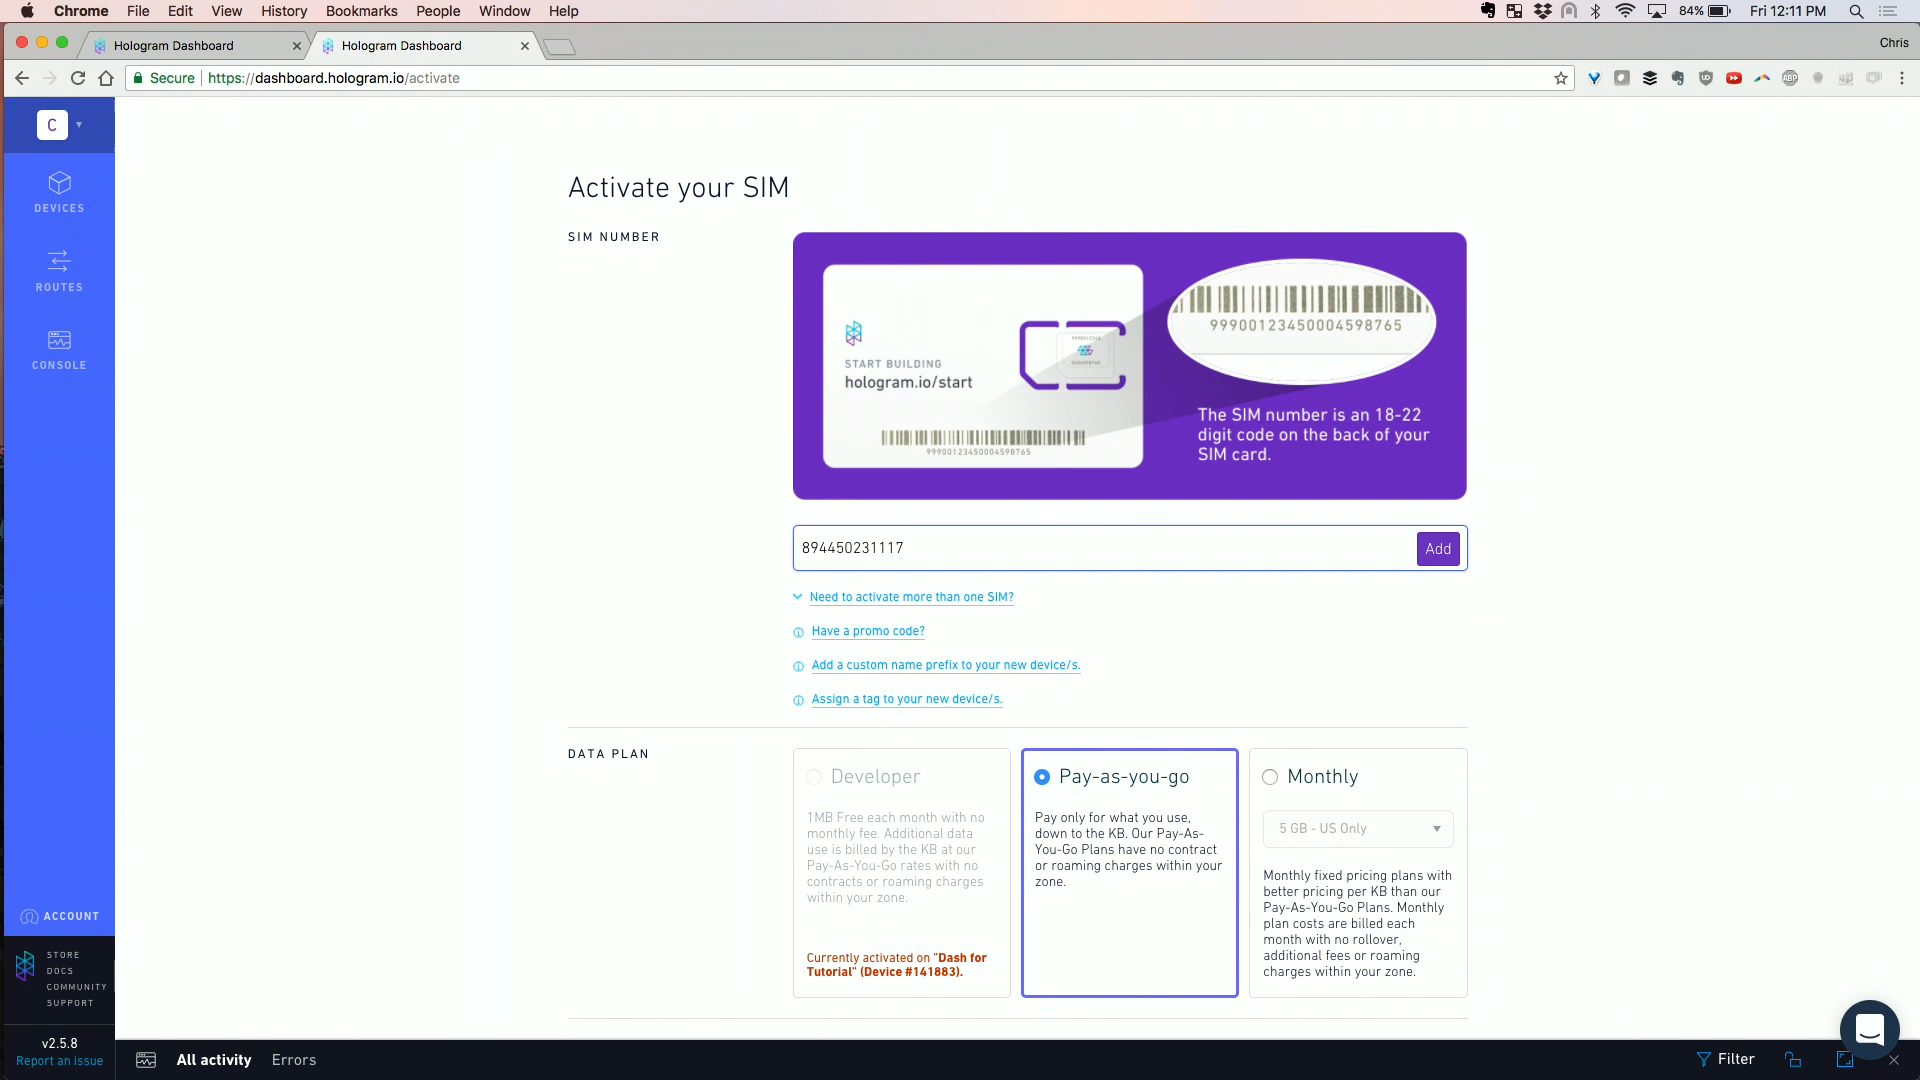 Chrome File Edit View History Bookmarks People Window Help 84% Fri 12:11 PM
Hologram Dashboard Hologram Dashboard Chris
Secure https://dashboard.hologram.io/activate
C
DEVICES
ROUTES
CONSOLE
ACCOUNT
STORE
DOCS
COMMUNITY
SUPPORT
v2.5.8
Report an issue
Activate your SIM
SIM NUMBER
START BUILDING
hologram.io/start
99900123450004598765
99900123450004598765
The SIM number is an 18-22
digit code on the back of your
SIM card.
894450231117 Add
Need to activate more than one SIM?
Have a promo code?
Add a custom name prefix to your new device/s.
Assign a tag to your new device/s.
DATA PLAN
Developer
1MB Free each month with no
monthly fee. Additional data
use is billed by the KB at our
Pay-As-You-Go rates with no
contracts or roaming charges
within your zone.
Currently activated on "Dash for
Tutorial" (Device #141883).
Pay-as-you-go
Pay only for what you use,
down to the KB. Our Pay-As-
You-Go Plans have no contract
or roaming charges within your
zone.
Monthly
5 GB - US Only
Monthly fixed pricing plans with
better pricing per KB than our
Pay-As-You-Go Plans. Monthly
plan costs are billed each
month with no rollover,
additional fees or roaming
charges within your zone.
All activity Errors Filter